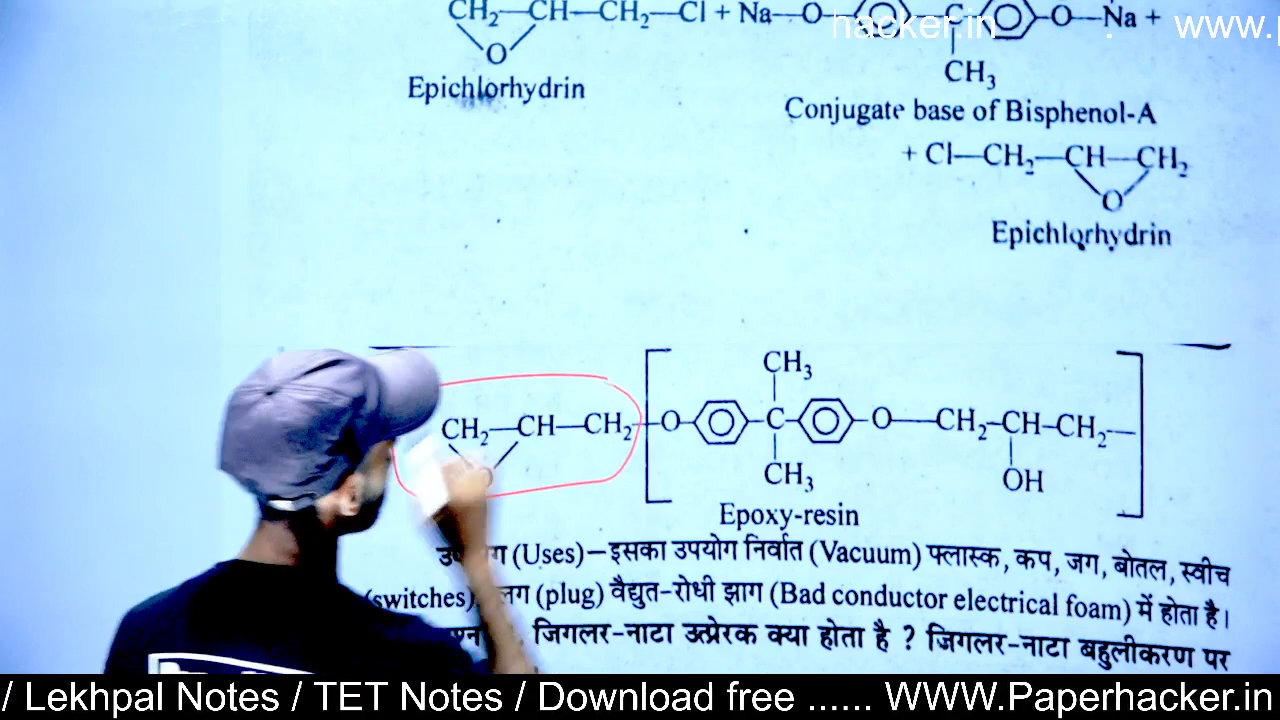 CH₂—CH—CH₂—Cl + Na—O— —C— —O—Na +
O
CH₃
Epichlorhydrin
Conjugate base of Bisphenol-A
+ Cl—CH₂—CH—CH₂
O
Epichlorhydrin
CH₃
CH₂—CH—CH₂—O— —C— —O—CH₂–CH–CH₂—
O
CH₃
OH
Epoxy-resin
(Uses)—इसका उपयोग निर्वात (Vacuum) फ्लास्क, कप, जग, बोतल, स्वीच
(switches) (plug) वैद्युत-रोधी झाग (Bad conductor electrical foam) में होता है।
जिगलर-नाटा उत्प्रेरक क्या होता है ? जिगलर-नाटा बहुलीकरण पर
hacker.in
www.
/ Lekhpal Notes / TET Notes / Download free ...... WWW.Paperhacker.in